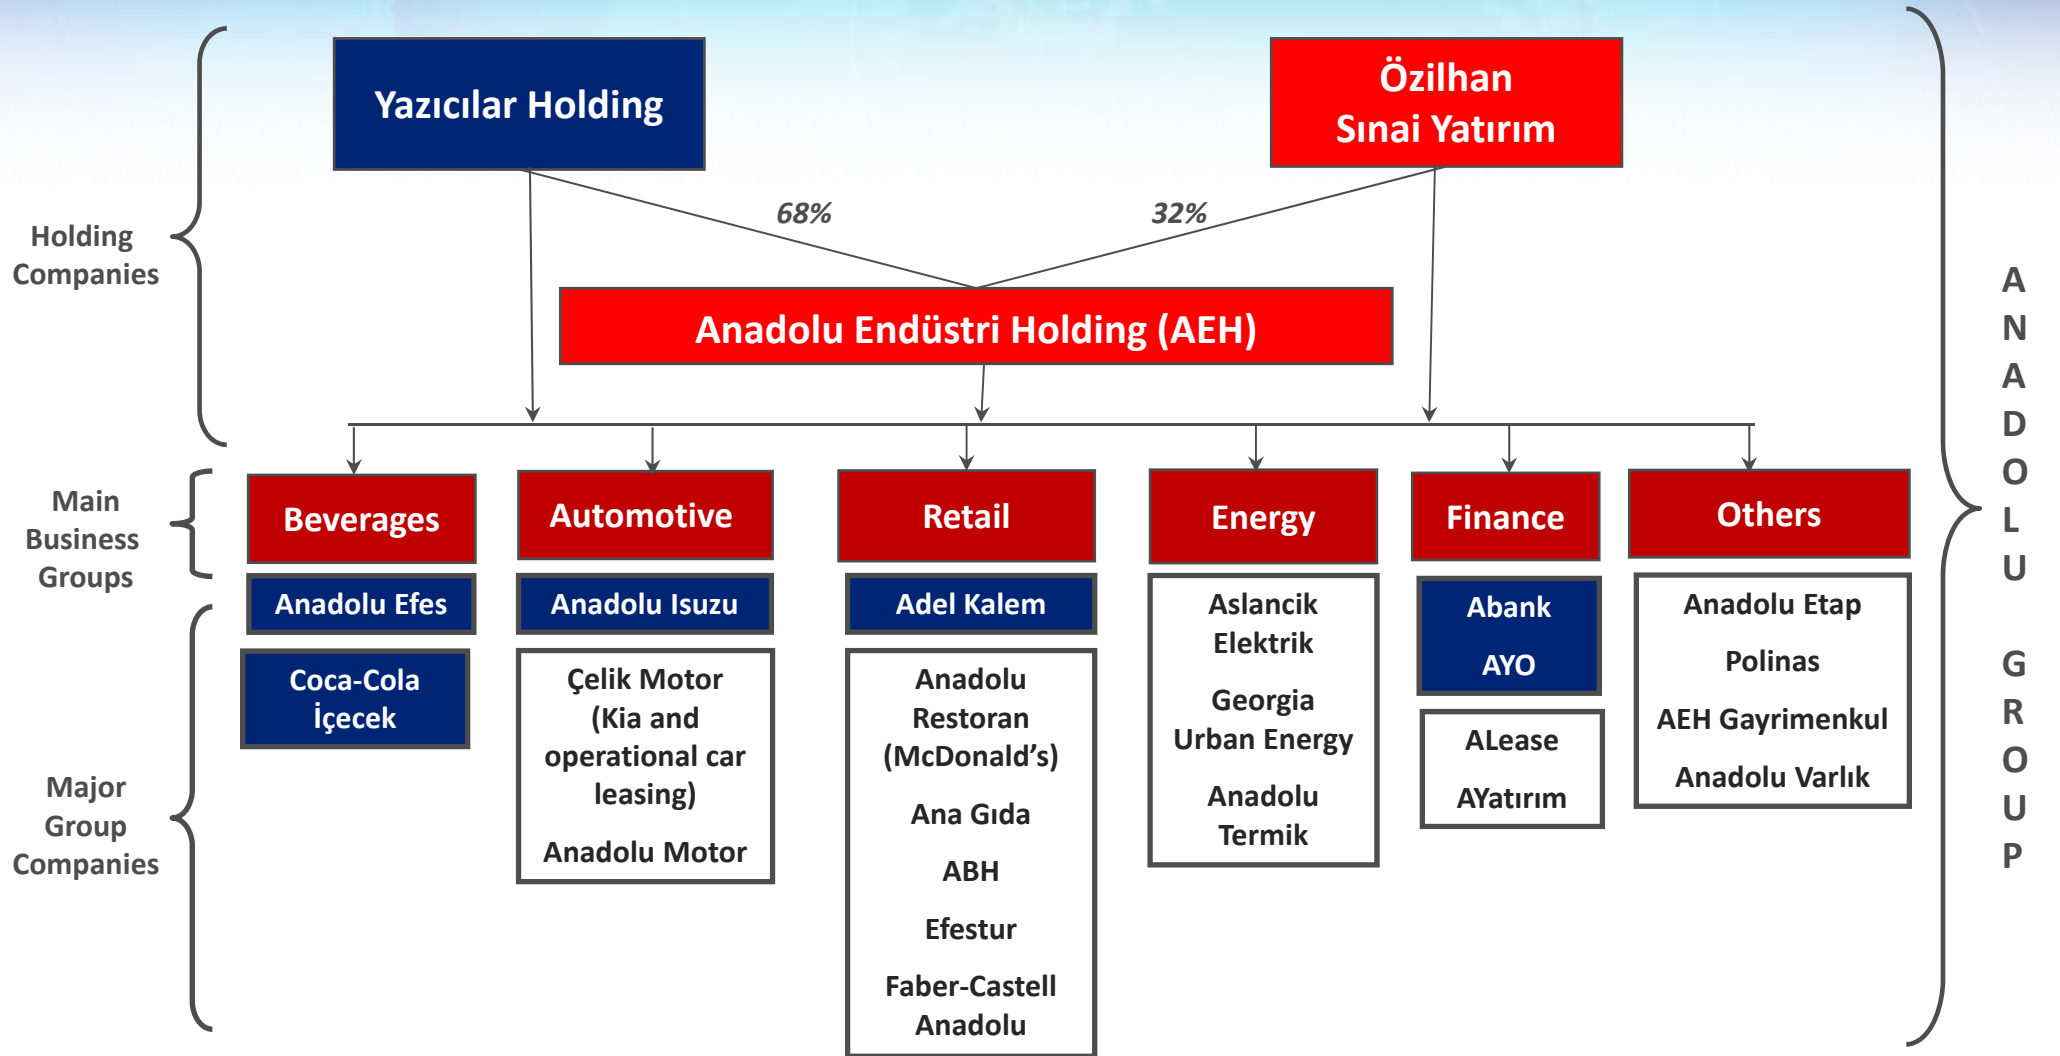 Yazıcılar Holding
Özilhan
Sınai Yatırım
68%
32%
Holding
Companies
Anadolu Endüstri Holding (AEH)
Main
Business
Groups
Beverages
Automotive
Retail
Energy
Finance
Others
Major
Group
Companies
Anadolu Efes
Coca-Cola
İçecek
Anadolu Isuzu
Çelik Motor
(Kia and
operational car
leasing)
Anadolu Motor
Adel Kalem
Anadolu
Restoran
(McDonald’s)
Ana Gıda
ABH
Efestur
Faber-Castell
Anadolu
Aslancik
Elektrik
Georgia
Urban Energy
Anadolu
Termik
Abank
AYO
ALease
AYatırım
Anadolu Etap
Polinas
AEH Gayrimenkul
Anadolu Varlık
ANADOLU GROUP